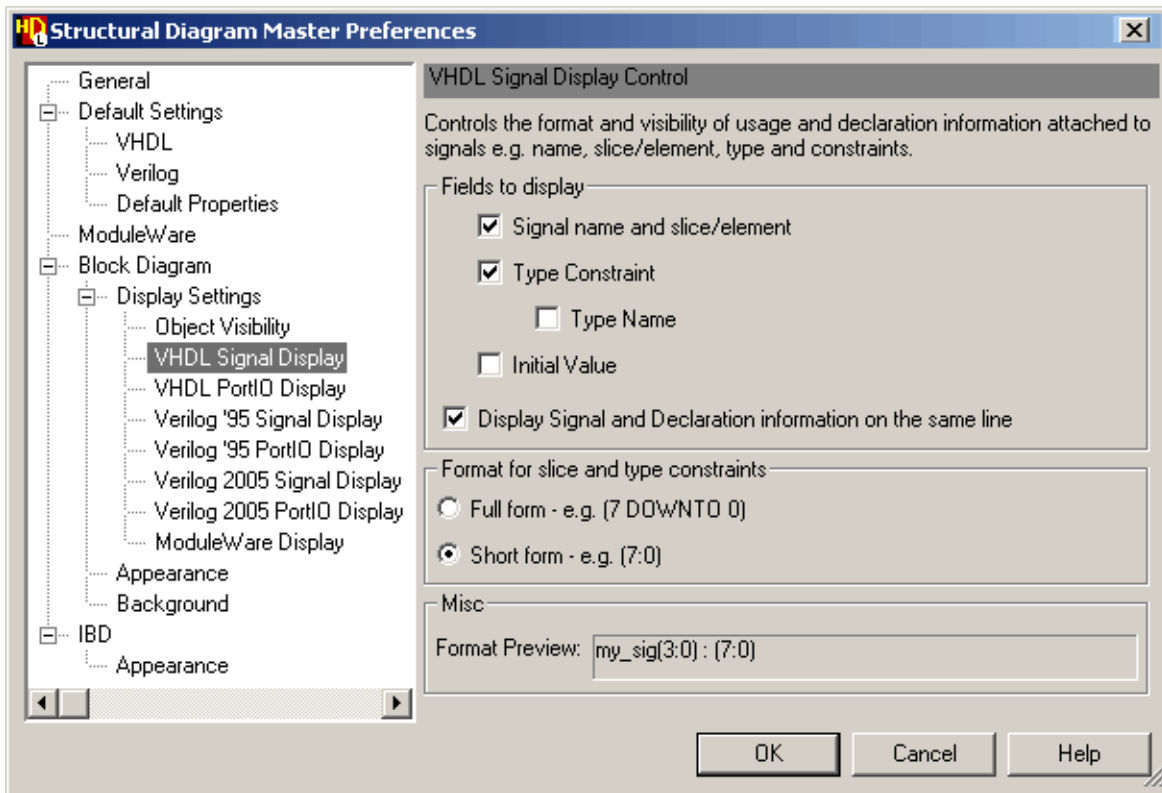 HD L Structural Diagram Master Preferences
General
Default Settings
VHDL
Verilog
Default Properties
ModuleWare
Block Diagram
Display Settings
Object Visibility
VHDL Signal Display
VHDL PortIO Display
Verilog '95 Signal Display
Verilog '95 PortIO Display
Verilog 2005 Signal Display
Verilog 2005 PortIO Display
ModuleWare Display
Appearance
Background
IBD
Appearance
VHDL Signal Display Control
Controls the format and visibility of usage and declaration information attached to
signals e.g. name, slice/element, type and constraints.
Fields to display
Signal name and slice/element
Type Constraint
Type Name
Initial Value
Display Signal and Declaration information on the same line
Format for slice and type constraints
Full form - e.g. (7 DOWNTO 0)
Short form - e.g. (7:0)
Misc
Format Preview: my_sig(3:0) : (7:0)
OK Cancel Help